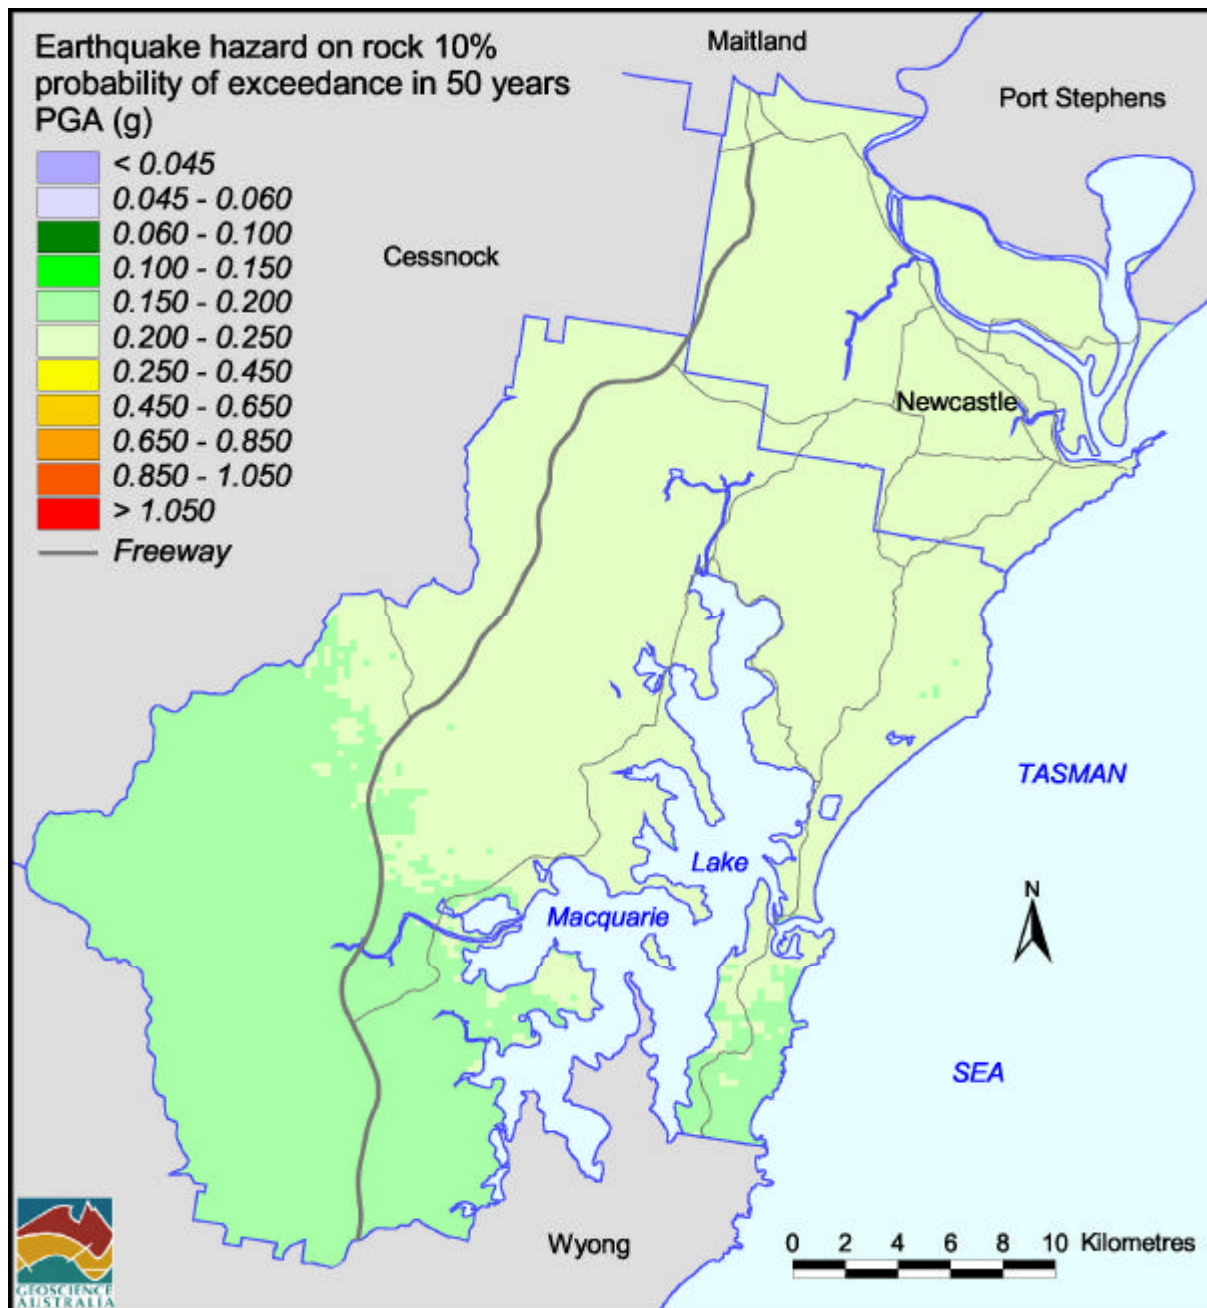 Earthquake hazard on rock 10%
probability of exceedance in 50 years
PGA (g)
< 0.045
0.045 - 0.060
0.060 - 0.100
0.100 - 0.150
0.150 - 0.200
0.200 - 0.250
0.250 - 0.450
0.450 - 0.650
0.650 - 0.850
0.850 - 1.050
> 1.050
Freeway
Maitland
Port Stephens
Cessnock
Newcastle
TASMAN
Lake
Macquarie
N
SEA
Wyong
0 2 4 6 8 10 Kilometres
GEOSCIENCE
AUSTRALIA